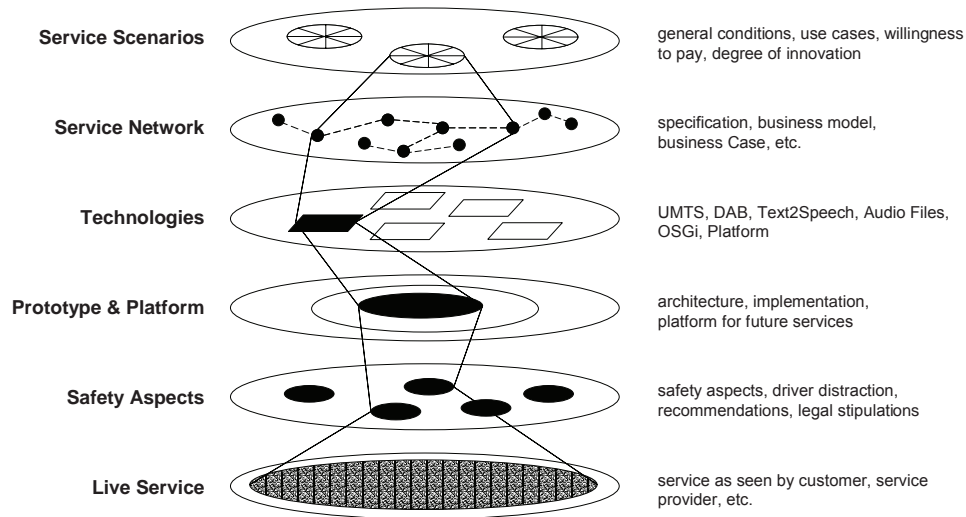 Service Scenarios
general conditions, use cases, willingness
to pay, degree of innovation
Service Network
specification, business model,
business Case, etc.
Technologies
UMTS, DAB, Text2Speech, Audio Files,
OSGi, Platform
Prototype & Platform
architecture, implementation,
platform for future services
Safety Aspects
safety aspects, driver distraction,
recommendations, legal stipulations
Live Service
service as seen by customer, service
provider, etc.